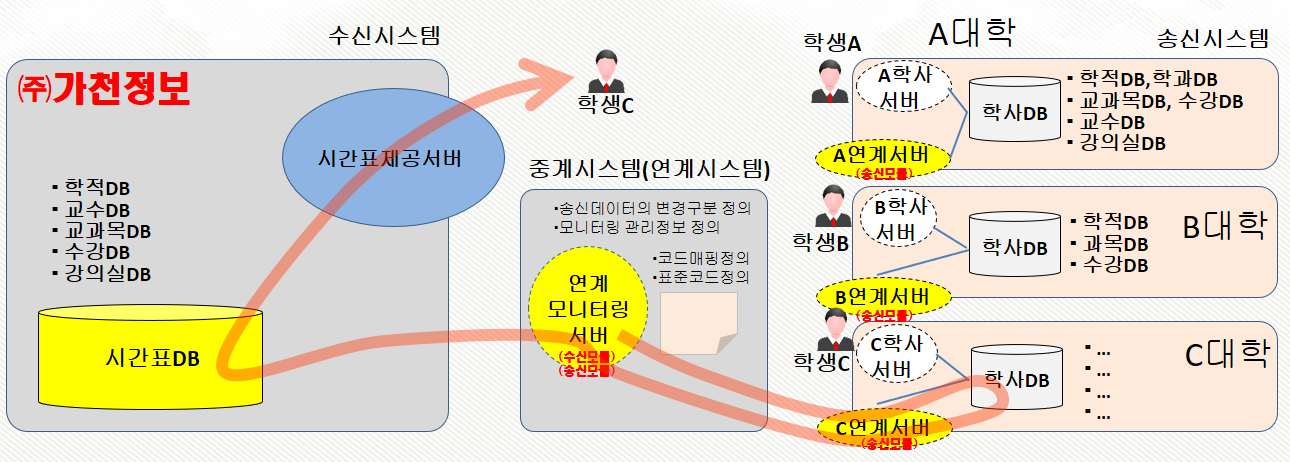 수신시스템
㈜가천정보
시간표제공서버
▪ 학적DB
▪ 교수DB
▪ 교과목DB
▪ 수강DB
▪ 강의실DB
시간표DB
학생C
중계시스템(연계시스템)
▪송신데이터의 변경구분 정의
▪모니터링 관리정보 정의
▪코드매핑정의
▪표준코드정의
연계
모니터링
서버
(수신모듈)
(송신모듈)
A대학
송신시스템
학생A
A학사
서버
학사DB
▪ 학적DB,학과DB
▪ 교과목DB, 수강DB
▪ 교수DB
▪ 강의실DB
A연계서버
(송신모듈)
학생B
B학사
서버
학사DB
▪ 학적DB
▪ 과목DB
▪ 수강DB
B대학
B연계서버
(송신모듈)
학생C
C학사
서버
학사DB
▪ ...
▪ ...
▪ ...
▪ ...
C대학
C연계서버
(송신모듈)